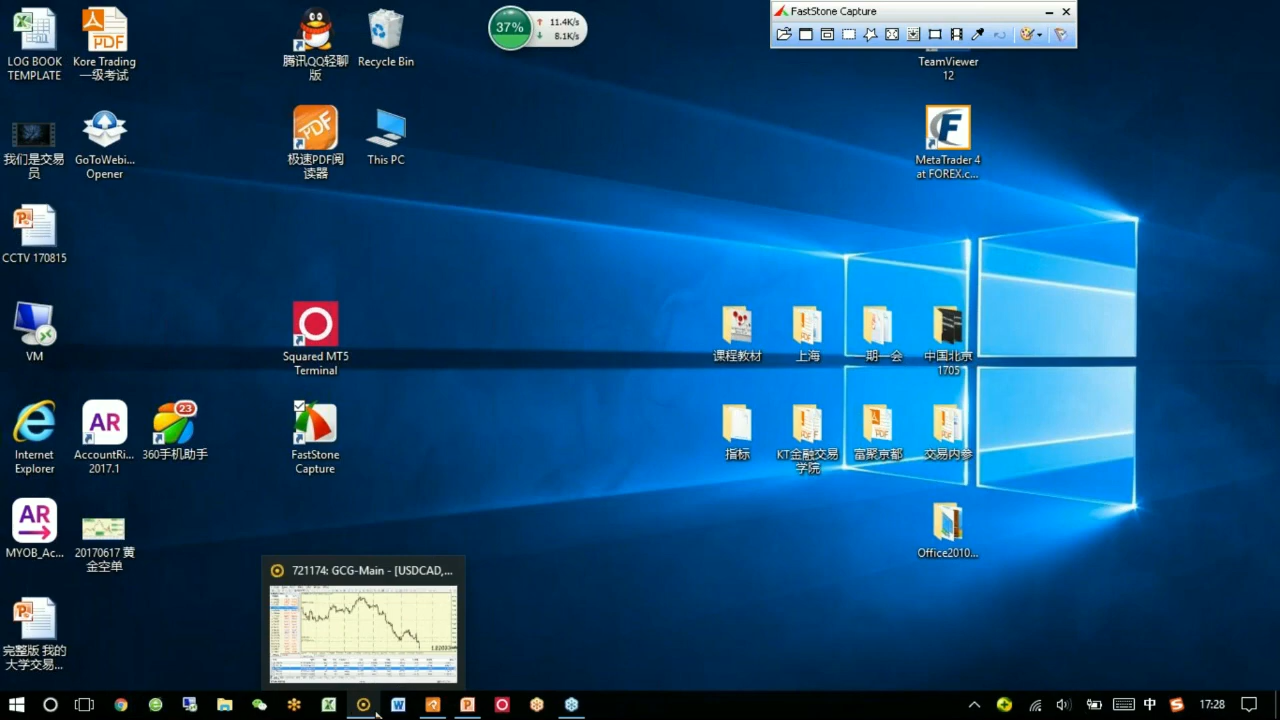 FastStone Capture
37%
11.4K/s
8.1K/s
LOG BOOK
TEMPLATE
Kore Trading
一级考试
腾讯QQ轻聊
版
Recycle Bin
TeamViewer
12
我们是交易
员
GoToWebi...
Opener
极速PDF阅
读器
This PC
MetaTrader 4
at FOREX.c...
CCTV 170815
VM
Squared MT5
Terminal
课程教材
上海
一期一会
中国北京
1705
Internet
Explorer
AR
AccountRi...
2017.1
23
360手机助手
FastStone
Capture
指标
KT金融交易
学院
富聚京都
交易内参
AR
MYOB_Ac...
20170617 黄
金空单
Office2010...
721174: GCG-Main - [USDCAD,...
完整版 我的
大学交易...
中
17:28